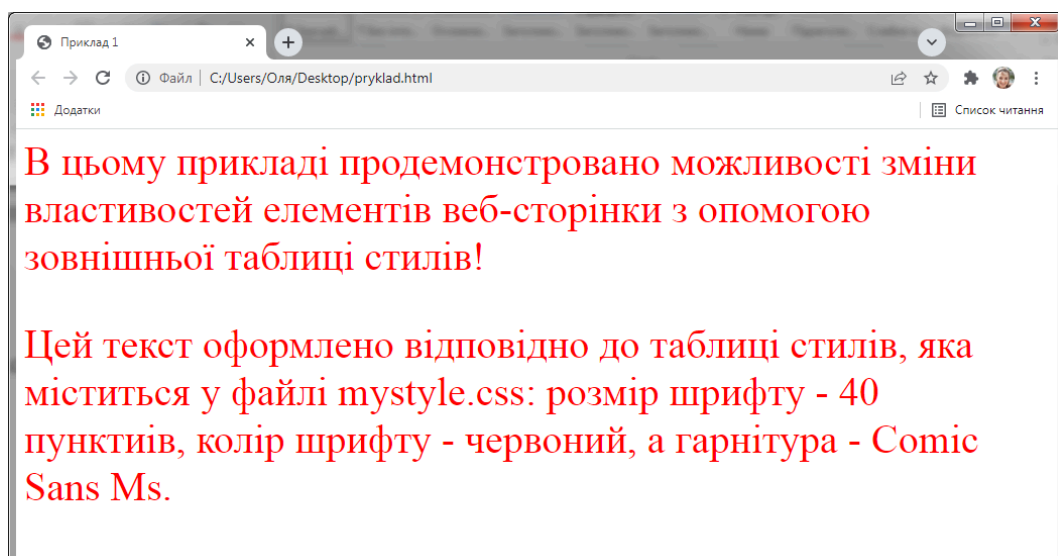 Приклад 1
Файл | C:/Users/Оля/Desktop/pryklad.html
Додатки
Список читання
В цьому прикладі продемонстровано можливості зміни
властивостей елементів веб-сторінки з опомогою
зовнішньої таблиці стилів!
Цей текст оформлено відповідно до таблиці стилів, яка
міститься у файлі mystyle.css: розмір шрифту - 40
пунктиів, колір шрифту - червоний, а гарнітура - Comic
Sans Ms.